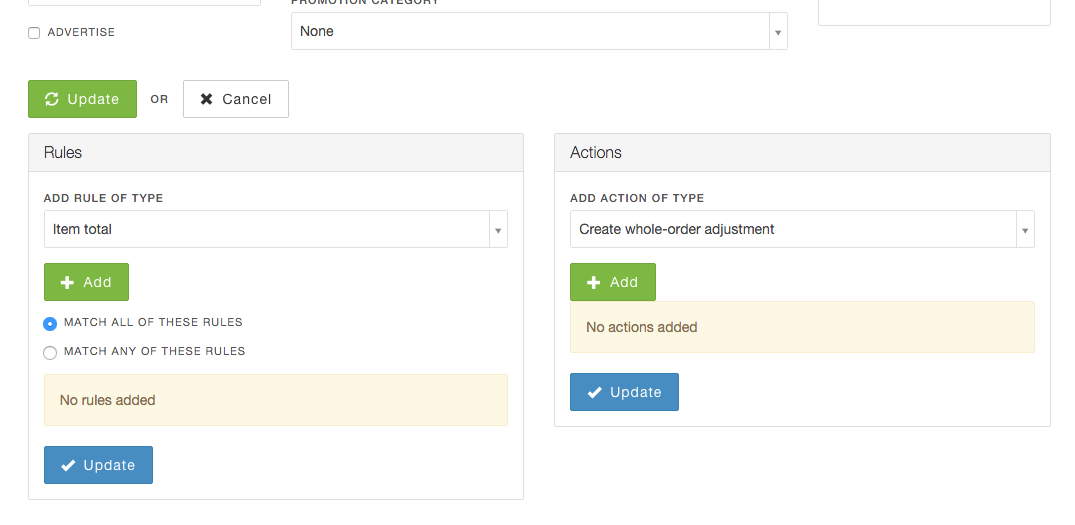 PROMOTION CATEGORY
ADVERTISE
None
Update
OR
Cancel
Rules
ADD RULE OF TYPE
Item total
Add
MATCH ALL OF THESE RULES
MATCH ANY OF THESE RULES
No rules added
Update
Actions
ADD ACTION OF TYPE
Create whole-order adjustment
Add
No actions added
Update